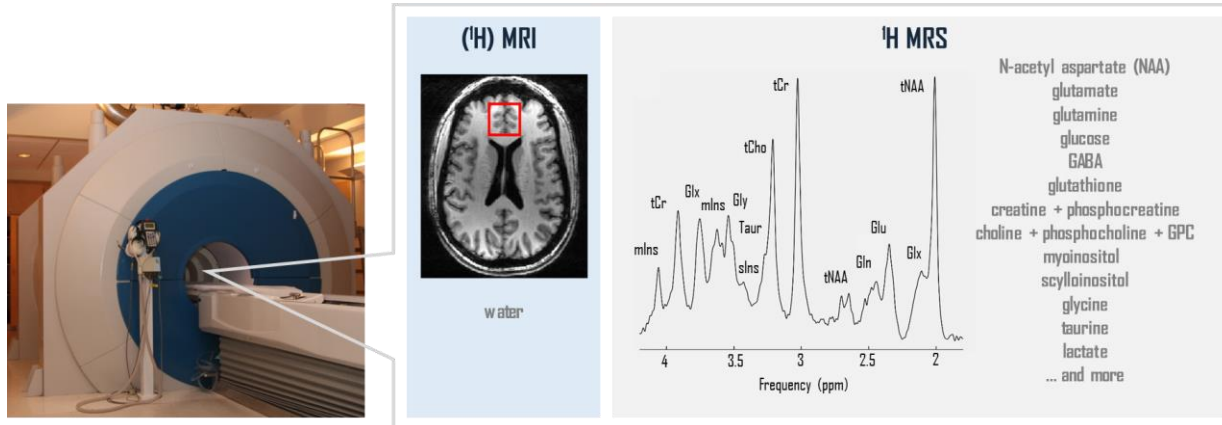 (¹H) MRI
water
¹H MRS
tCr
tNAA
tCho
Glx
tCr
mIns
Gly
Taur
mIns
sIns
Glu
Gln
Glx
tNAA
4
3.5
3
2.5
2
Frequency (ppm)
N-acetyl aspartate (NAA)
glutamate
glutamine
glucose
GABA
glutathione
creatine + phosphocreatine
choline + phosphocholine + GPC
myoinositol
scylloinositol
glycine
taurine
lactate
... and more